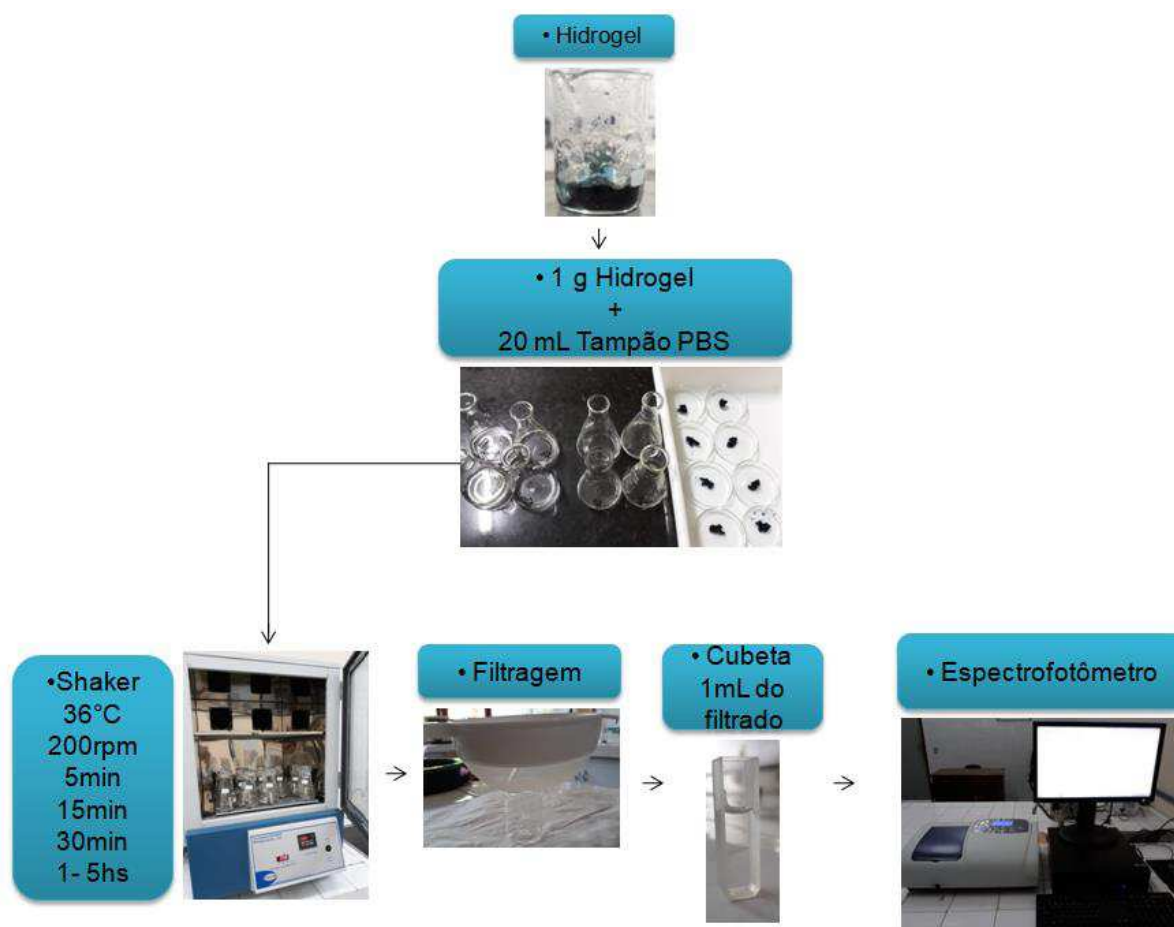 • Hidrogel
• 1 g Hidrogel
+
20 mL Tampão PBS
•Shaker
36°C
200rpm
5min
15min
30min
1- 5hs
• Filtragem
• Cubeta
1mL do
filtrado
• Espectrofotômetro